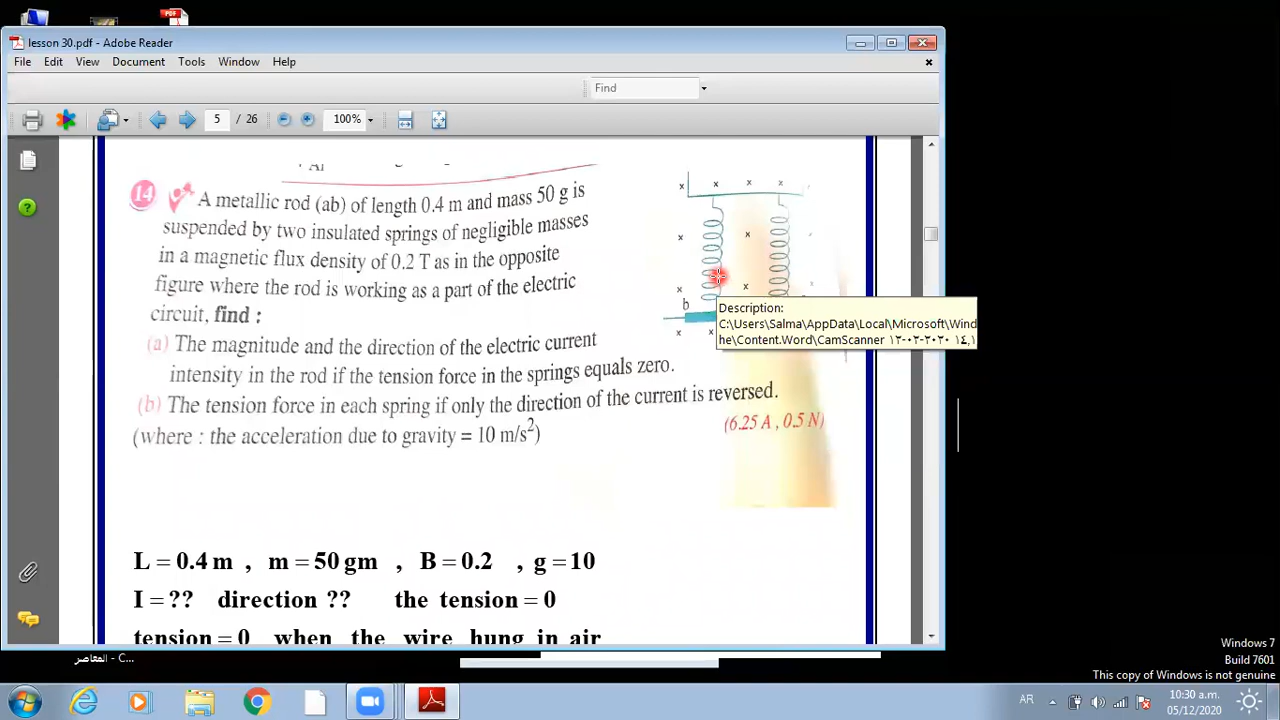 lesson 30.pdf - Adobe Reader
File Edit View Document Tools Window Help
Find
5 / 26 100%
14 A metallic rod (ab) of length 0.4 m and mass 50 g is
suspended by two insulated springs of negligible masses
in a magnetic flux density of 0.2 T as in the opposite
figure where the rod is working as a part of the electric
circuit, find :
(a) The magnitude and the direction of the electric current
intensity in the rod if the tension force in the springs equals zero.
(b) The tension force in each spring if only the direction of the current is reversed.
(where : the acceleration due to gravity = 10 m/s²)
(6.25 A , 0.5 N)
x x x x
x x
x x
b
x x
Description:
C:\Users\Salma\AppData\Local\Microsoft\Wind
he\Content.Word\CamScanner
L = 0.4 m , m = 50 gm , B = 0.2 , g = 10
I = ?? direction ?? the tension = 0
tension = 0 when the wire hung in air
المعاصر - C...
Windows 7
Build 7601
This copy of Windows is not genuine
AR
10:30 a.m.
05/12/2020